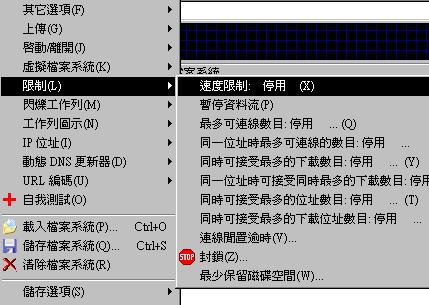 其它選項(F)
上傳(G)
啓動/離開(J)
虛擬檔案系統(K)
限制(L)
閃爍工作列(M)
工作列圖示(N)
IP 位址(I)
動態 DNS 更新器(D)
URL 編碼(U)
自我測試(O)
載入檔案系統(P)... Ctrl+O
儲存檔案系統(Q)... Ctrl+S
清除檔案系統(R)
儲存選項(S)
檔案系統
速度限制: 停用 (X)
暫停資料流(P)
最多可連線數目: 停用 ... (Q)
同一位址時最多可連線的數目: 停用 ...
同時可接受最多的下載數目: 停用 ... (Y)
同一位址時可接受同時最多的下載數目: 停用
同時可接受最多的位址數目: 停用 ... (T)
同時可接受最多的下載位址數目: 停用 ...
連線閒置逾時(V)...
STOP 封鎖(Z)...
最少保留磁碟空間(W)...